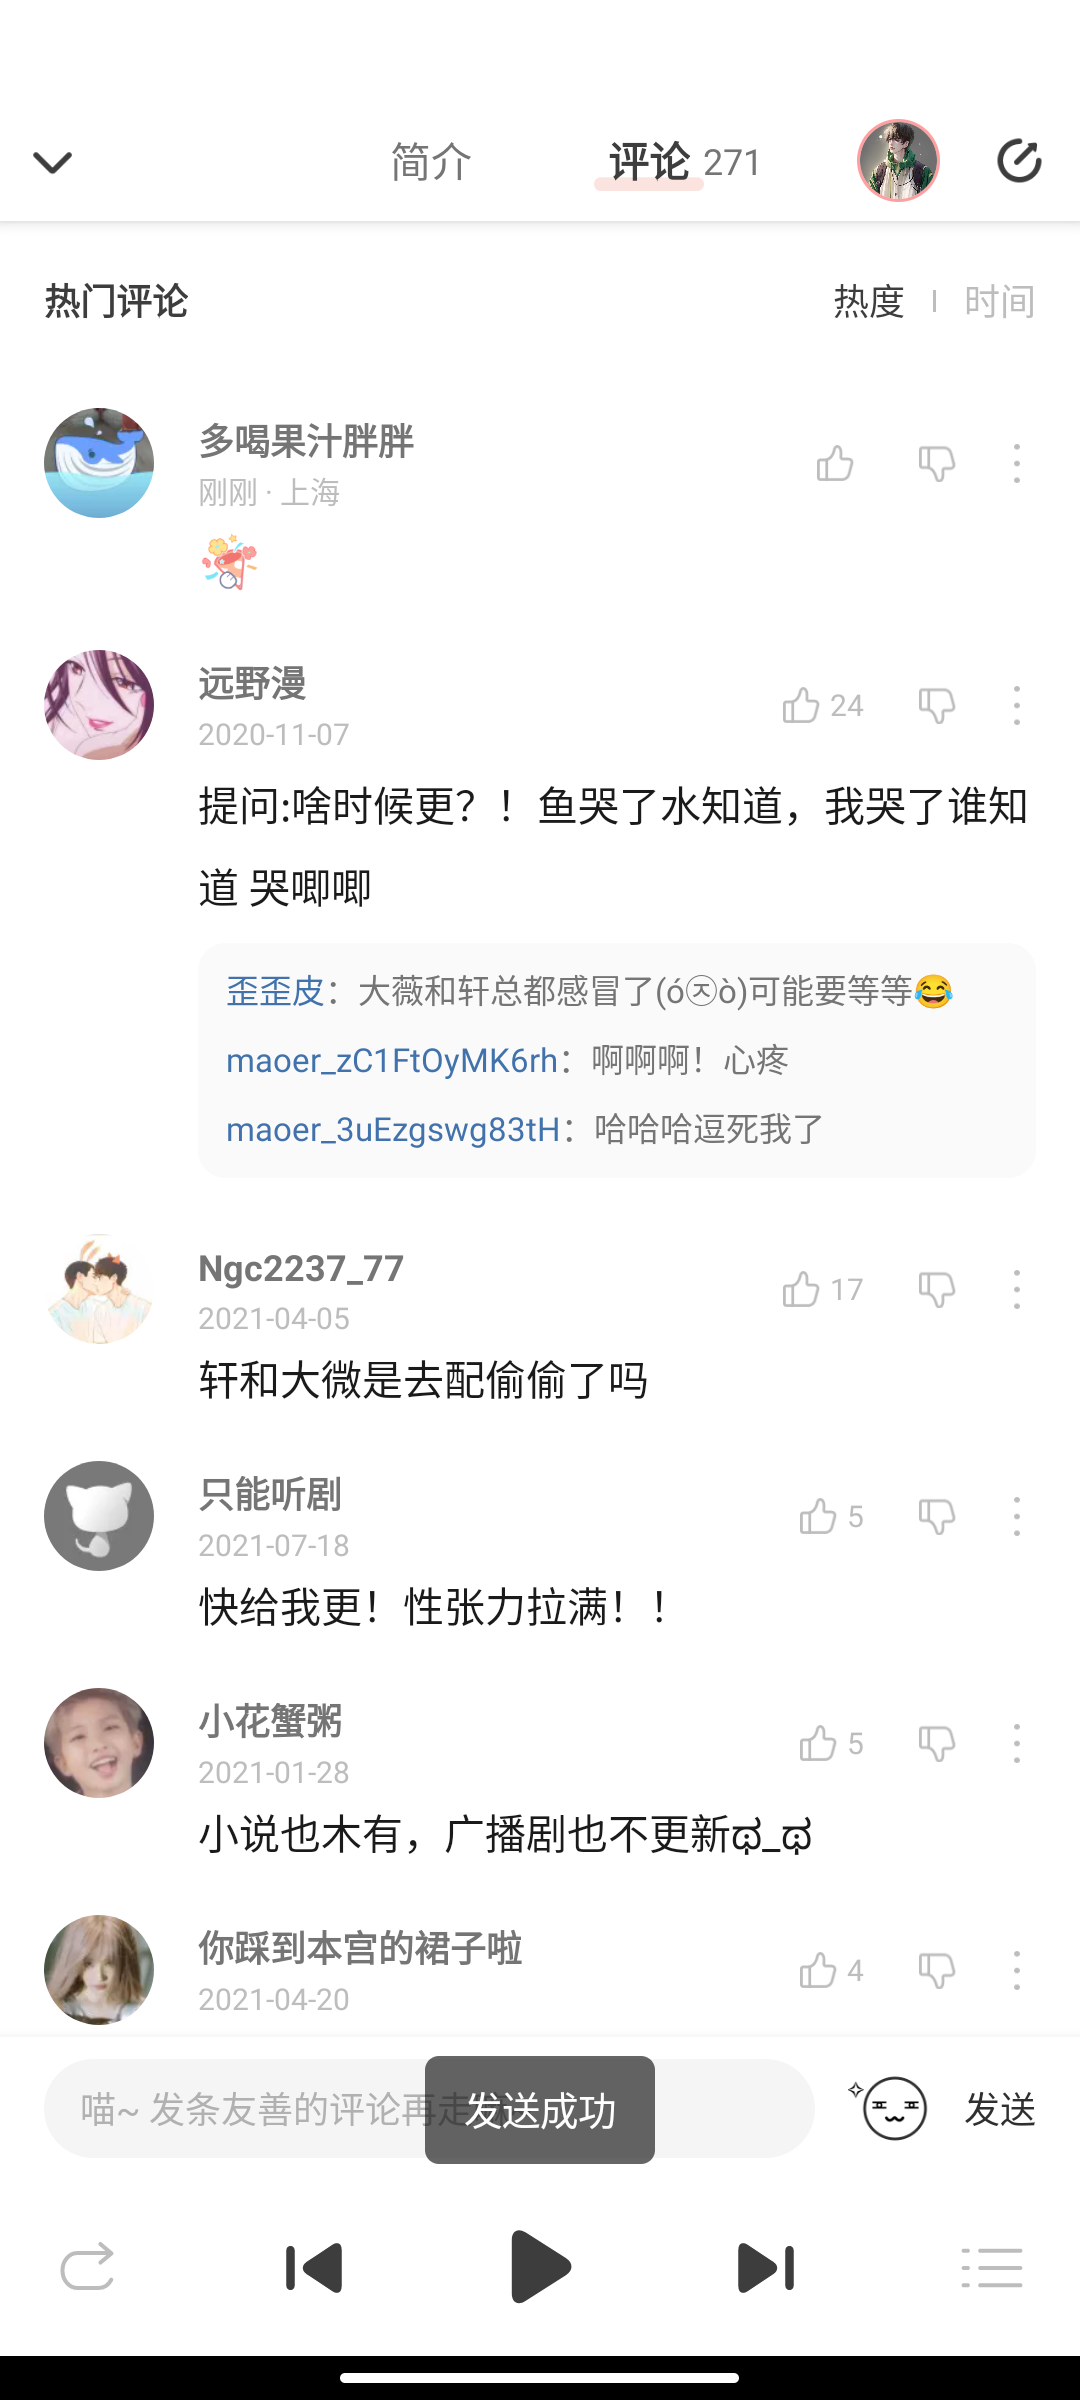 简介
评论 271
热门评论
热度 | 时间
多喝果汁胖胖
刚刚 · 上海
远野漫
24
2020-11-07
提问:啥时候更？！鱼哭了水知道，我哭了谁知
道 哭唧唧
歪歪皮：大薇和轩总都感冒了(ó㉨ò)可能要等等😂
maoer_zC1FtOyMK6rh：啊啊啊！心疼
maoer_3uEzgswg83tH：哈哈哈逗死我了
Ngc2237_77
17
2021-04-05
轩和大微是去配偷偷了吗
只能听剧
5
2021-07-18
快给我更！性张力拉满！！
小花蟹粥
5
2021-01-28
小说也木有，广播剧也不更新ಥ_ಥ
你踩到本宫的裙子啦
4
2021-04-20
喵~ 发条友善的评论再走
发送成功
发送